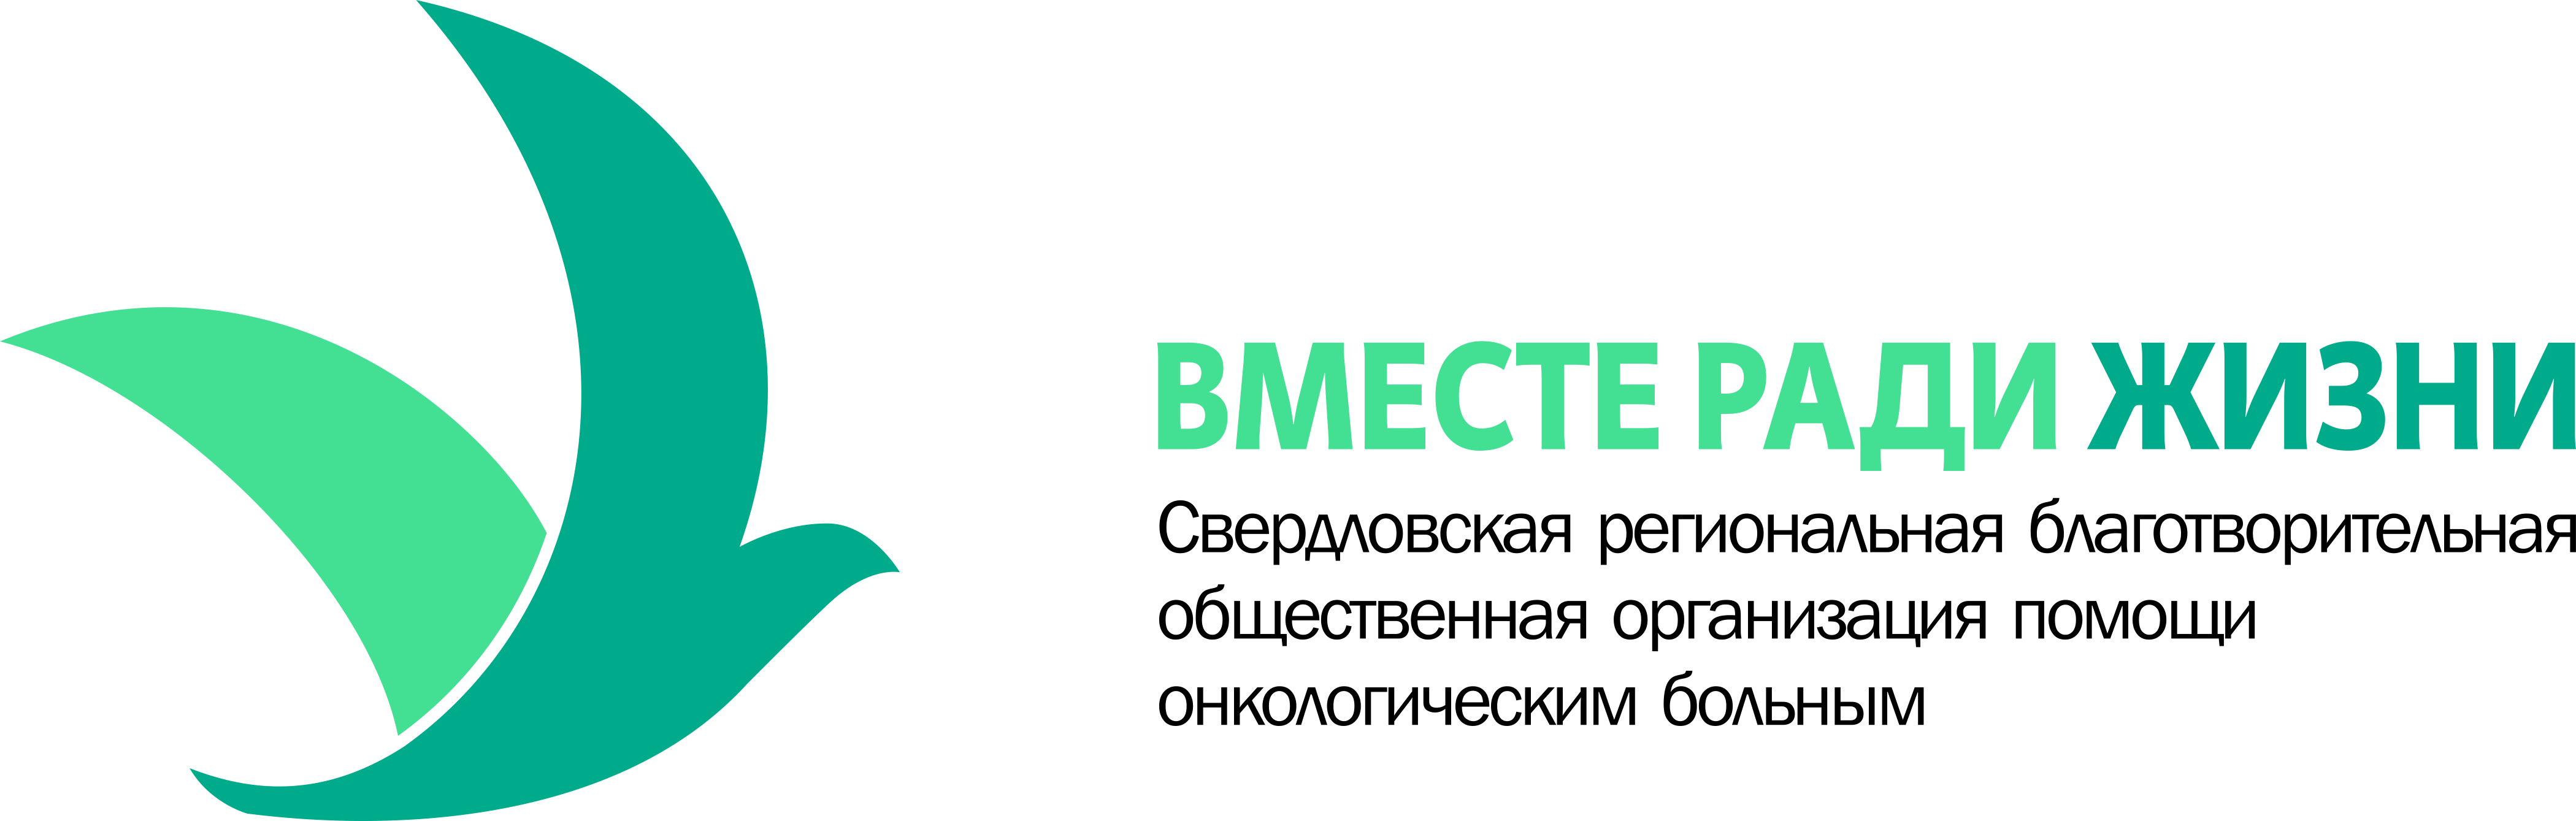 ВМЕСТЕ РАДИ ЖИЗНИ
Свердловская региональная благотворительная
общественная организация помощи
онкологическим больным